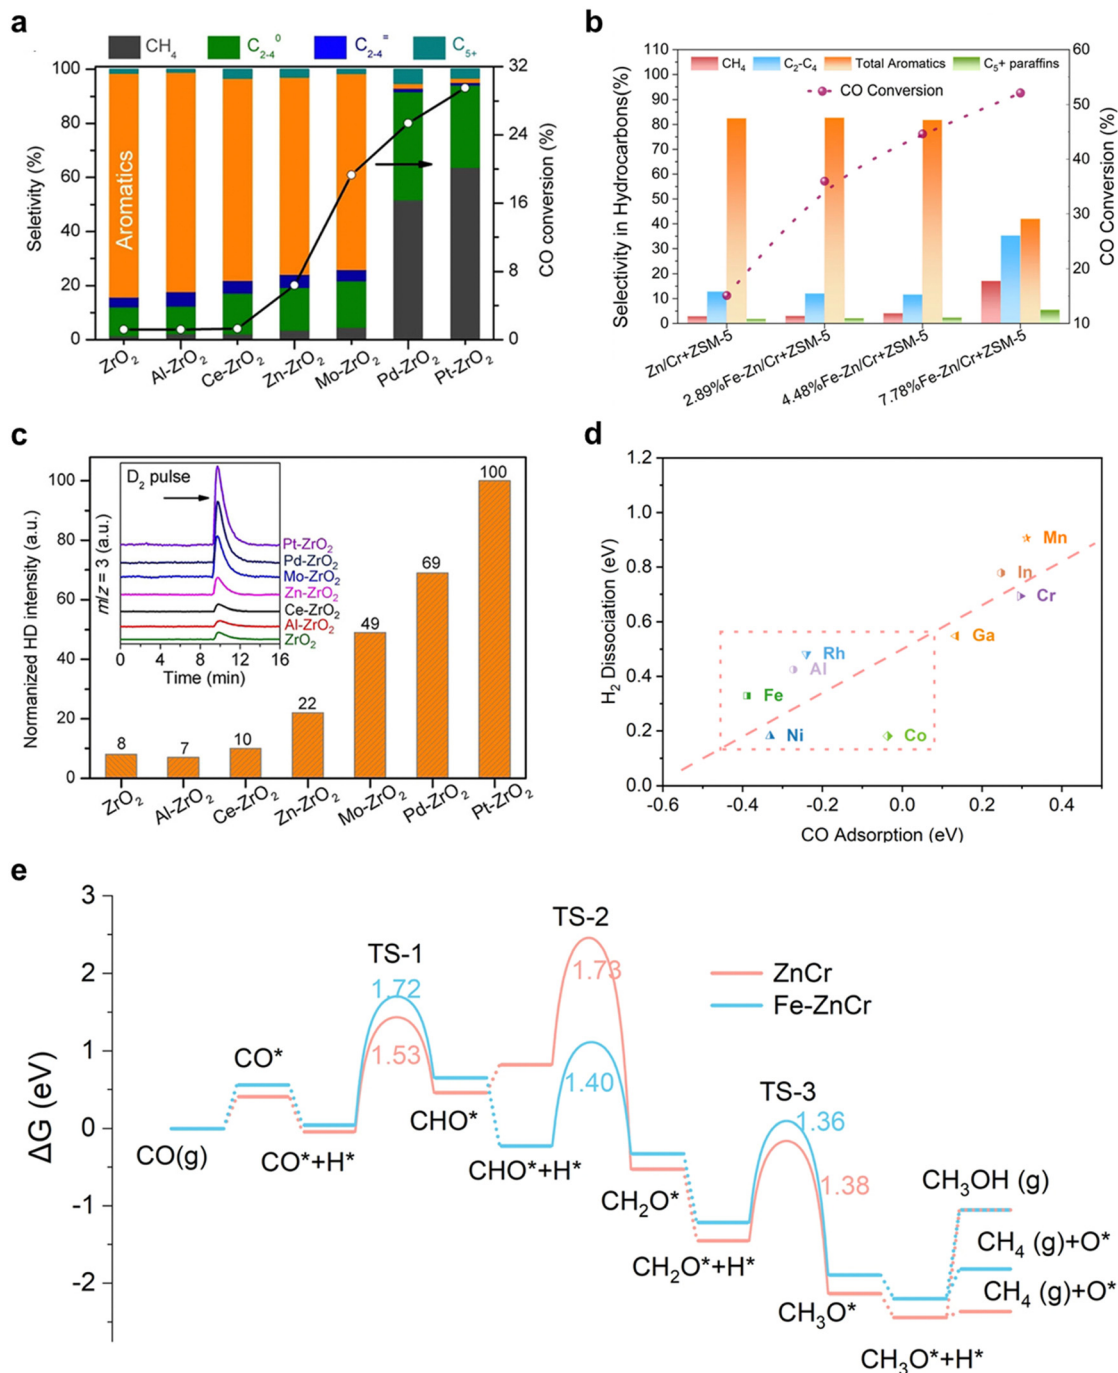 a
CH4 C2-4^0 C2-4^= C5+
Seletivity (%)
100
80
60
40
20
0
Aromatics
32
24
16
8
0
CO conversion (%)
ZrO2 Al-ZrO2 Ce-ZrO2 Zn-ZrO2 Mo-ZrO2 Pd-ZrO2 Pt-ZrO2
b
Selectivity in Hydrocarbons(%)
110
100
90
80
70
60
50
40
30
20
10
0
CH4 C2-C4 Total Aromatics C5+ paraffins
CO Conversion
60
50
40
30
20
10
CO Conversion (%)
Zn/Cr+ZSM-5 2.89%Fe-Zn/Cr+ZSM-5 4.48%Fe-Zn/Cr+ZSM-5 7.78%Fe-Zn/Cr+ZSM-5
c
Normanized HD intensity (a.u.)
100
80
60
40
20
0
D2 pulse
m/z = 3 (a.u.)
Pt-ZrO2
Pd-ZrO2
Mo-ZrO2
Zn-ZrO2
Ce-ZrO2
Al-ZrO2
ZrO2
0 4 8 12 16
Time (min)
8 7 10 22 49 69 100
ZrO2 Al-ZrO2 Ce-ZrO2 Zn-ZrO2 Mo-ZrO2 Pd-ZrO2 Pt-ZrO2
d
H2 Dissociation (eV)
1.2
1.0
0.8
0.6
0.4
0.2
0.0
Mn
In
Cr
Ga
Rh
Al
Fe
Ni
Co
-0.6 -0.4 -0.2 0.0 0.2 0.4
CO Adsorption (eV)
e
ΔG (eV)
3
2
1
0
-1
-2
TS-1
TS-2
TS-3
ZnCr
Fe-ZnCr
1.72
1.53
1.73
1.40
1.36
1.38
CO(g)
CO*
CO*+H*
CHO*
CHO*+H*
CH2O*
CH2O*+H*
CH3O*
CH3O*+H*
CH3OH (g)
CH4 (g)+O*
CH4 (g)+O*